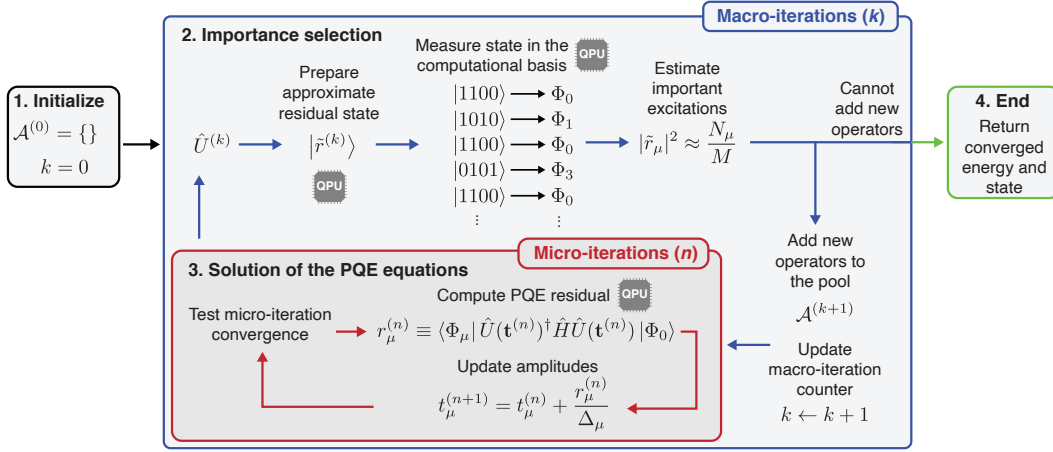 Macro-iterations (k)
1. Initialize
𝒜^(0) = {}
k = 0
2. Importance selection
Û^(k)
Prepare
approximate
residual state
|r̃^(k)⟩
QPU
Measure state in the
computational basis
QPU
|1100⟩ → Φ_0
|1010⟩ → Φ_1
|1100⟩ → Φ_0
|0101⟩ → Φ_3
|1100⟩ → Φ_0
⋮ ⋮
Estimate
important
excitations
|r̃_μ|^2 ≈ N_μ/M
Cannot
add new
operators
4. End
Return
converged
energy and
state
Add new
operators to
the pool
𝒜^(k+1)
Update
macro-iteration
counter
k ← k + 1
Micro-iterations (n)
3. Solution of the PQE equations
Test micro-iteration
convergence
Compute PQE residual
QPU
r_μ^(n) ≡ ⟨Φ_μ| Û(t^(n))^† Ĥ Û(t^(n)) |Φ_0⟩
Update amplitudes
t_μ^(n+1) = t_μ^(n) + r_μ^(n)/Δ_μ